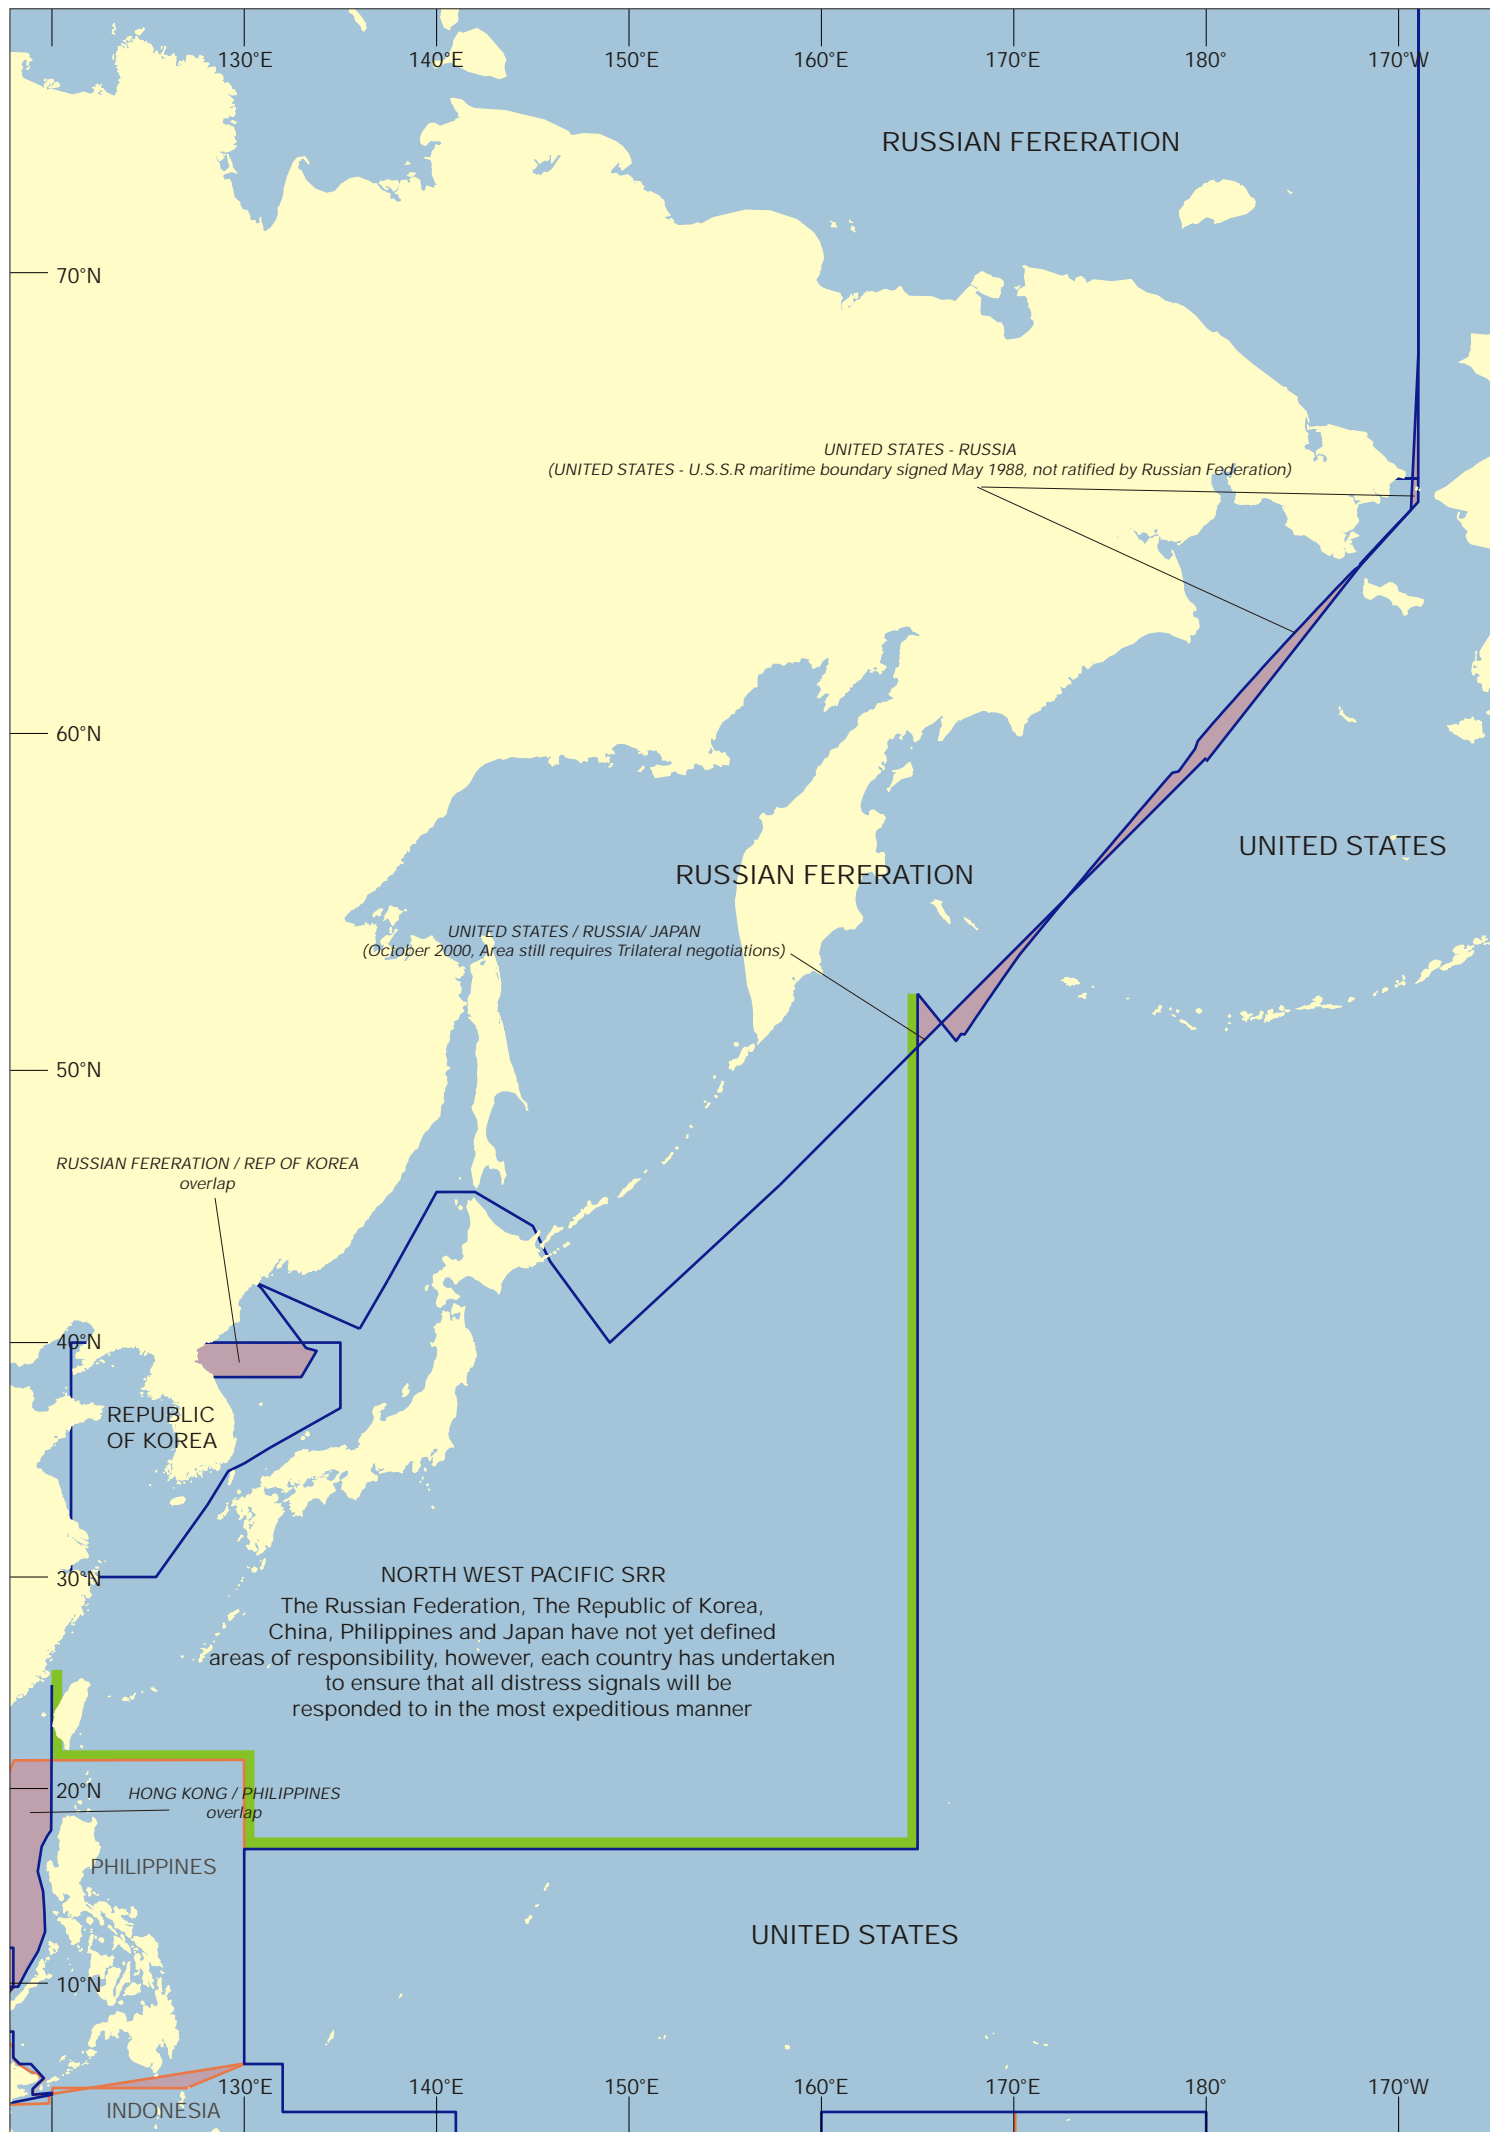 130°E 140°E 150°E 160°E 170°E 180° 170°W
RUSSIAN FERERATION
70°N
UNITED STATES - RUSSIA
(UNITED STATES - U.S.S.R maritime boundary signed May 1988, not ratified by Russian Federation)
60°N
UNITED STATES
RUSSIAN FERERATION
UNITED STATES / RUSSIA/ JAPAN
(October 2000, Area still requires Trilateral negotiations)
50°N
RUSSIAN FERERATION / REP OF KOREA
overlap
40°N
REPUBLIC
OF KOREA
30°N
NORTH WEST PACIFIC SRR
The Russian Federation, The Republic of Korea,
China, Philippines and Japan have not yet defined
areas of responsibility, however, each country has undertaken
to ensure that all distress signals will be
responded to in the most expeditious manner
20°N
HONG KONG / PHILIPPINES
overlap
PHILIPPINES
UNITED STATES
10°N
130°E 140°E 150°E 160°E 170°E 180° 170°W
INDONESIA